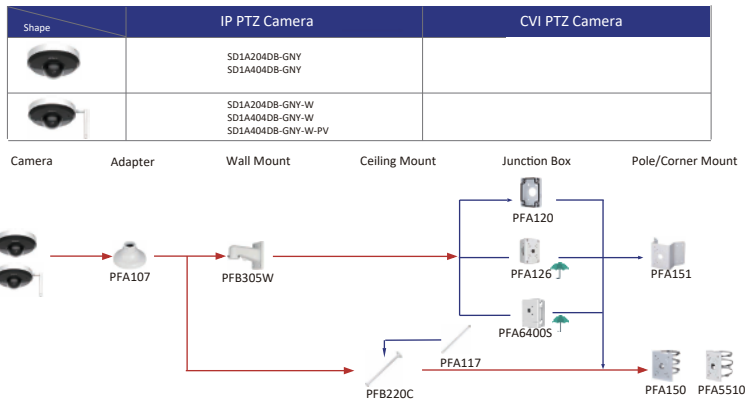 Shape
IP PTZ Camera
CVI PTZ Camera
SD1A204DB-GNY
SD1A404DB-GNY
SD1A204DB-GNY-W
SD1A404DB-GNY-W
SD1A404DB-GNY-W-PV
Camera
Adapter
Wall Mount
Ceiling Mount
Junction Box
Pole/Corner Mount
PFA120
PFA107
PFB305W
PFA126
PFA151
PFA6400S
PFA117
PFB220C
PFA150
PFA5510